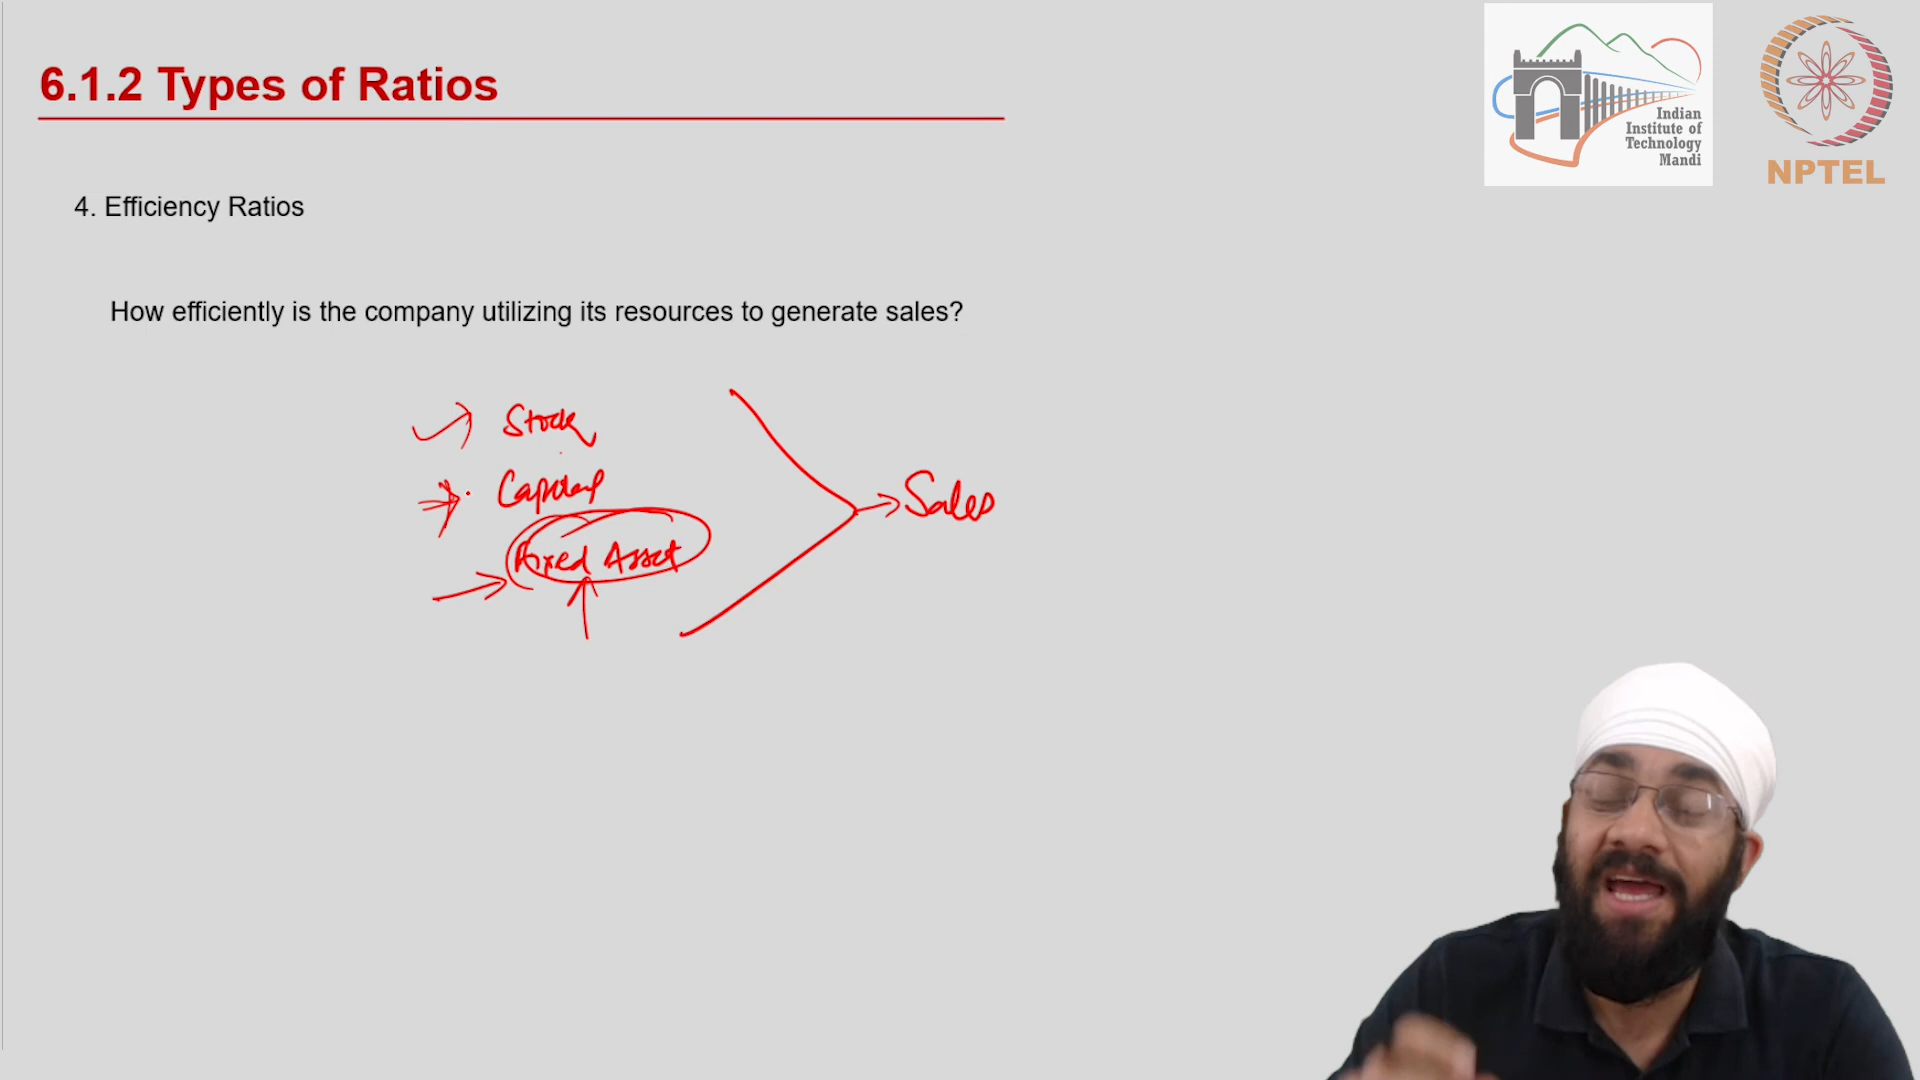 6.1.2 Types of Ratios
Indian
Institute of
Technology
Mandi
NPTEL
4. Efficiency Ratios
How efficiently is the company utilizing its resources to generate sales?
Stock
Capital
Fixed Asset
Sales